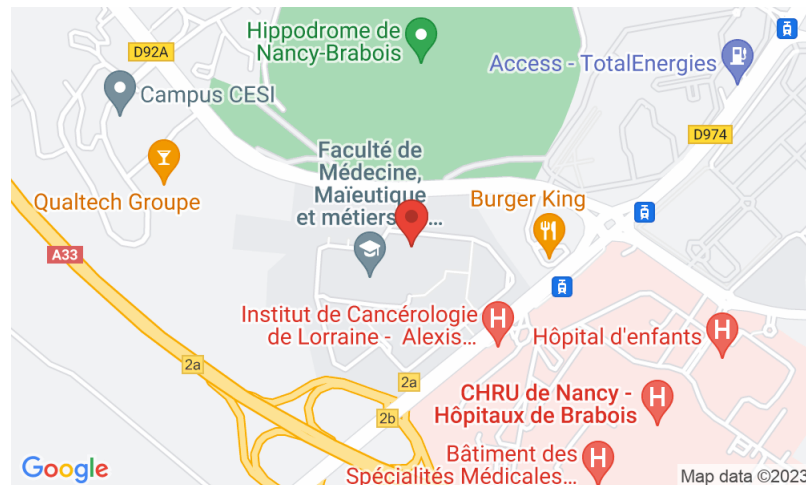 Hippodrome de
Nancy-Brabois
D92A
Access - TotalEnergies
Campus CESI
D974
Faculté de
Médecine,
Maïeutique
et métiers...
Qualtech Groupe
Burger King
A33
Institut de Cancérologie
de Lorraine - Alexis...
H
Hôpital d'enfants
H
2a
2a
CHRU de Nancy -
Hôpitaux de Brabois
H
2b
Bâtiment des
Spécialités Médicales...
H
Google
Map data ©2023